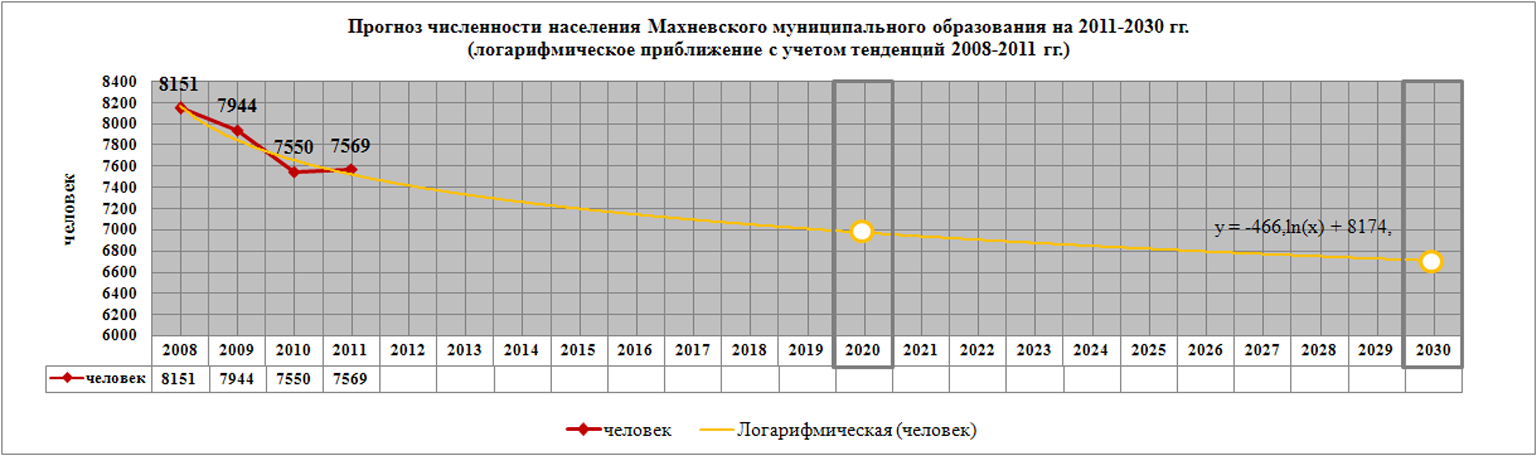 Прогноз численности населения Махневского муниципального образования на 2011-2030 гг.
(логарифмическое приближение с учетом тенденций 2008-2011 гг.)
человек
8400
8200
8000
7800
7600
7400
7200
7000
6800
6600
6400
6200
6000
8151
7944
7550
7569
y = -466,ln(x) + 8174,
2008 2009 2010 2011 2012 2013 2014 2015 2016 2017 2018 2019 2020 2021 2022 2023 2024 2025 2026 2027 2028 2029 2030
человек 8151 7944 7550 7569
человек Логарифмическая (человек)